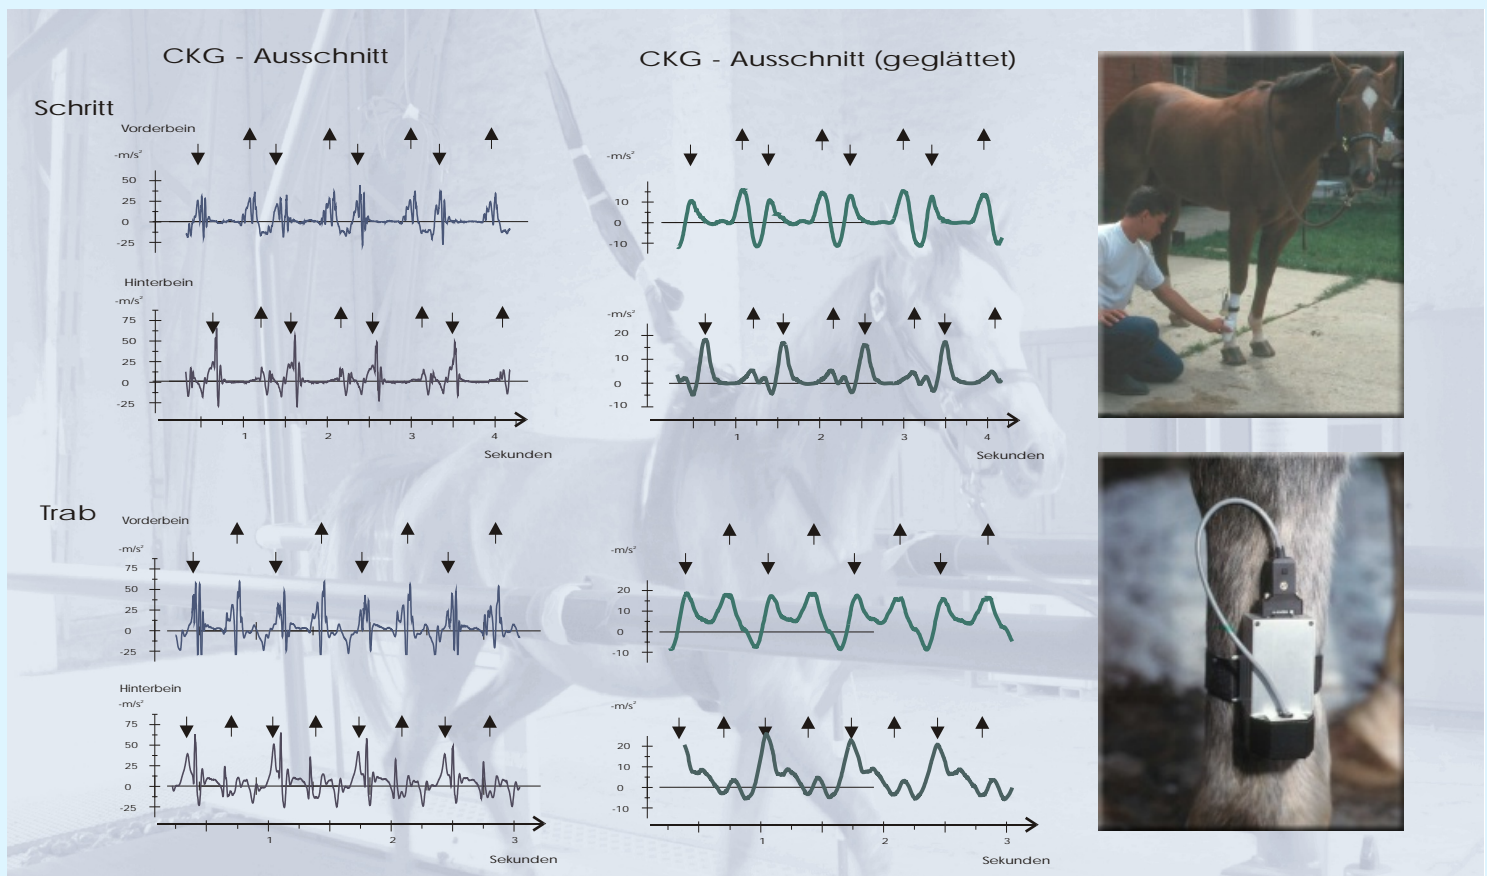 CKG - Ausschnitt
CKG - Ausschnitt (geglättet)
Schritt
Vorderbein
-m/s²
50
25
0
-25
-m/s²
10
0
-10
Hinterbein
-m/s²
75
50
25
0
-25
1 2 3 4
Sekunden
-m/s²
20
10
0
-10
1 2 3 4
Sekunden
Trab
Vorderbein
-m/s²
75
50
25
0
-25
-m/s²
20
10
0
-10
Hinterbein
-m/s²
75
50
25
0
-25
1 2 3
Sekunden
-m/s²
20
10
0
-10
1 2 3
Sekunden